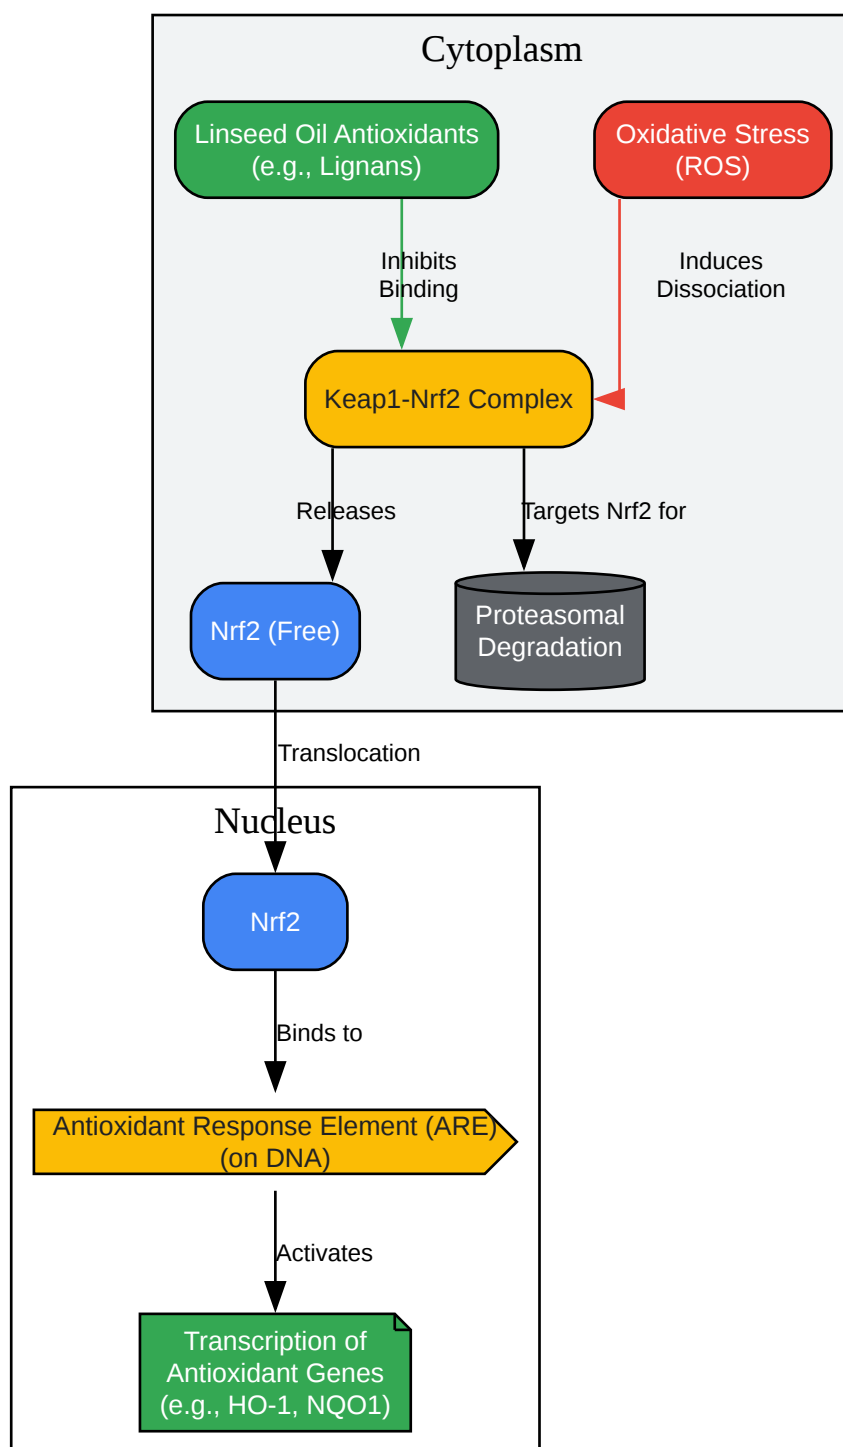 Cytoplasm
Linseed Oil Antioxidants
(e.g., Lignans)
Oxidative Stress
(ROS)
Inhibits
Binding
Induces
Dissociation
Keap1-Nrf2 Complex
Releases
Targets Nrf2 for
Nrf2 (Free)
Proteasomal
Degradation
Translocation
Nucleus
Nrf2
Binds to
Antioxidant Response Element (ARE)
(on DNA)
Activates
Transcription of
Antioxidant Genes
(e.g., HO-1, NQO1)